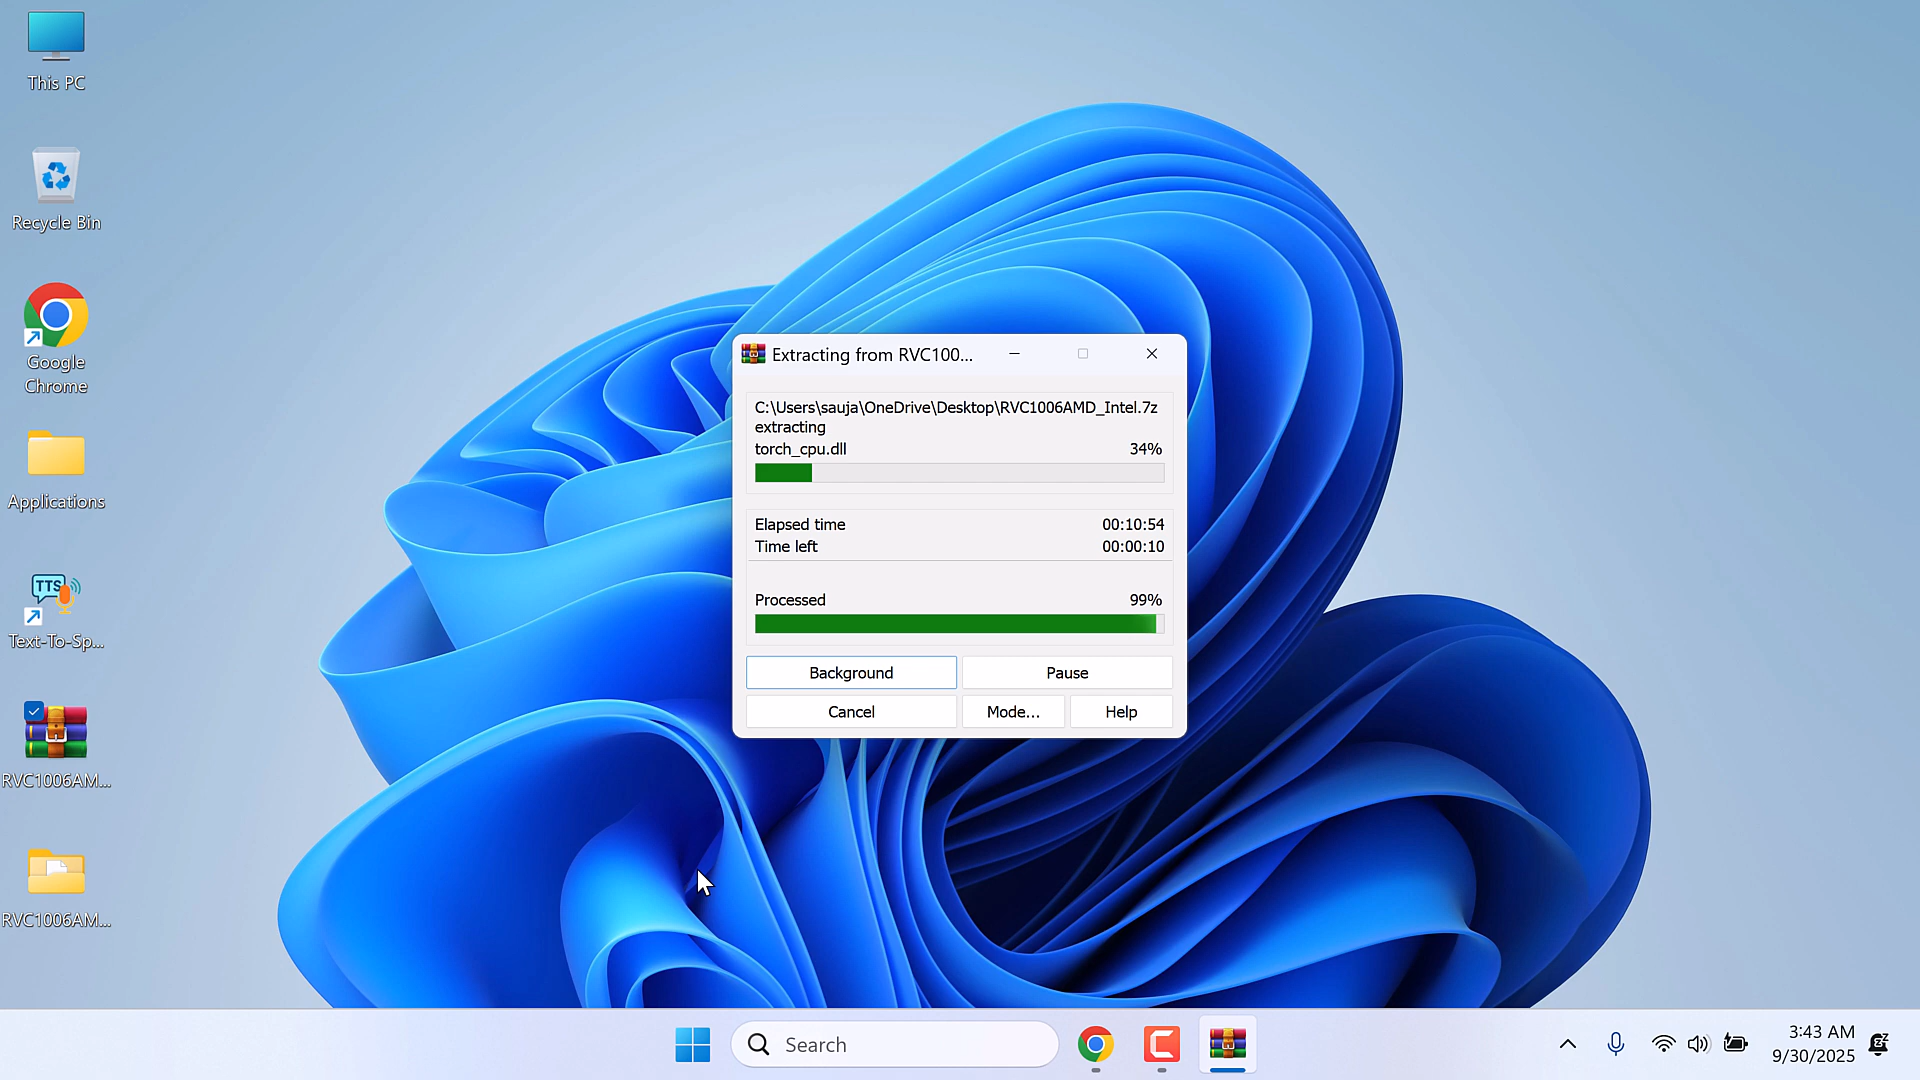 This PC
Recycle Bin
Google
Chrome
Applications
TTS
Text-To-Sp...
RVC1006AM...
RVC1006AM...
Extracting from RVC100...
C:\Users\sauja\OneDrive\Desktop\RVC1006AMD_Intel.7z
extracting
torch_cpu.dll 34%
Elapsed time 00:10:54
Time left 00:00:10
Processed 99%
Background Pause
Cancel Mode... Help
Search
3:43 AM
9/30/2025